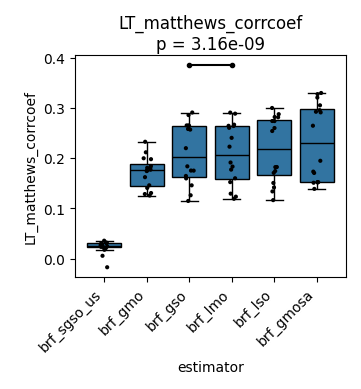 LT_matthews_corrcoef
p = 3.16e-09
LT_matthews_corrcoef
0.4
0.3
0.2
0.1
0.0
brf_sgso_us
brf_gmo
brf_gso
brf_lmo
brf_lso
brf_gmosa
estimator